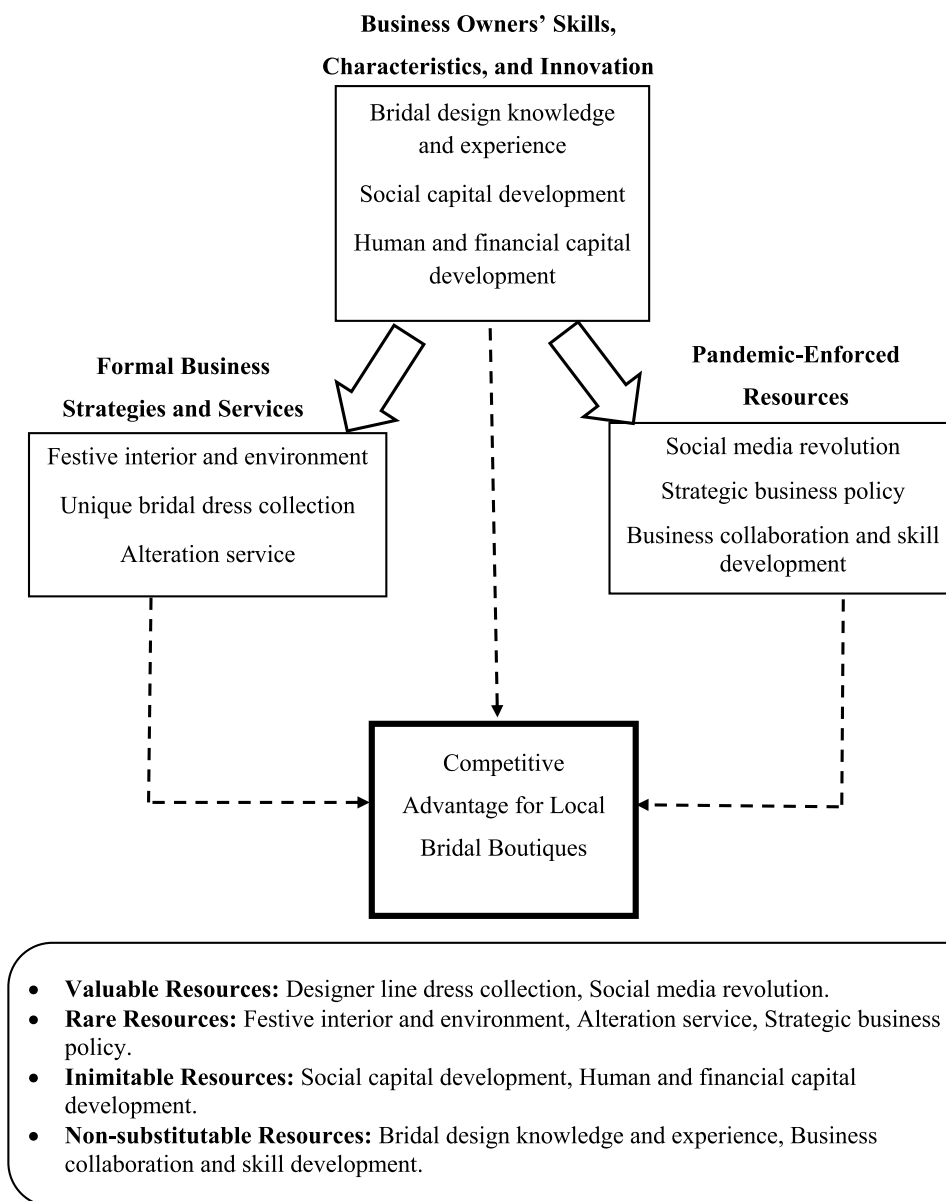 Business Owners’ Skills,
Characteristics, and Innovation
Bridal design knowledge
and experience
Social capital development
Human and financial capital
development
Formal Business
Strategies and Services
Festive interior and environment
Unique bridal dress collection
Alteration service
Pandemic-Enforced
Resources
Social media revolution
Strategic business policy
Business collaboration and skill
development
Competitive
Advantage for Local
Bridal Boutiques
• Valuable Resources: Designer line dress collection, Social media revolution.
• Rare Resources: Festive interior and environment, Alteration service, Strategic business
policy.
• Inimitable Resources: Social capital development, Human and financial capital
development.
• Non-substitutable Resources: Bridal design knowledge and experience, Business
collaboration and skill development.